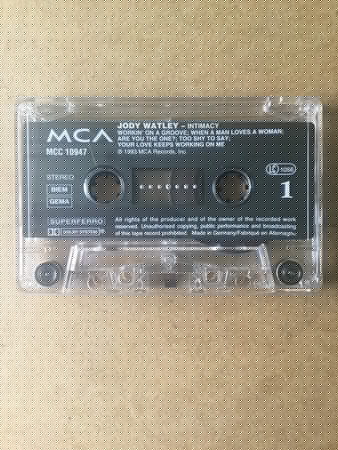 JODY WATLEY – INTIMACY
WORKIN' ON A GROOVE; WHEN A MAN LOVES A WOMAN;
ARE YOU THE ONE?; TOO SHY TO SAY;
YOUR LOVE KEEPS WORKING ON ME
℗ 1993 MCA Records, Inc.
MCA
MCC 10947
STEREO
BIEM
GEMA
LC 1056
1
SUPERFERRO
DOLBY SYSTEM ®
All rights of the producer and of the owner of the recorded work
reserved. Unauthorised copying, public performance and broadcasting
of this tape record prohibited. Made in Germany/Fabriqué en Allemagne